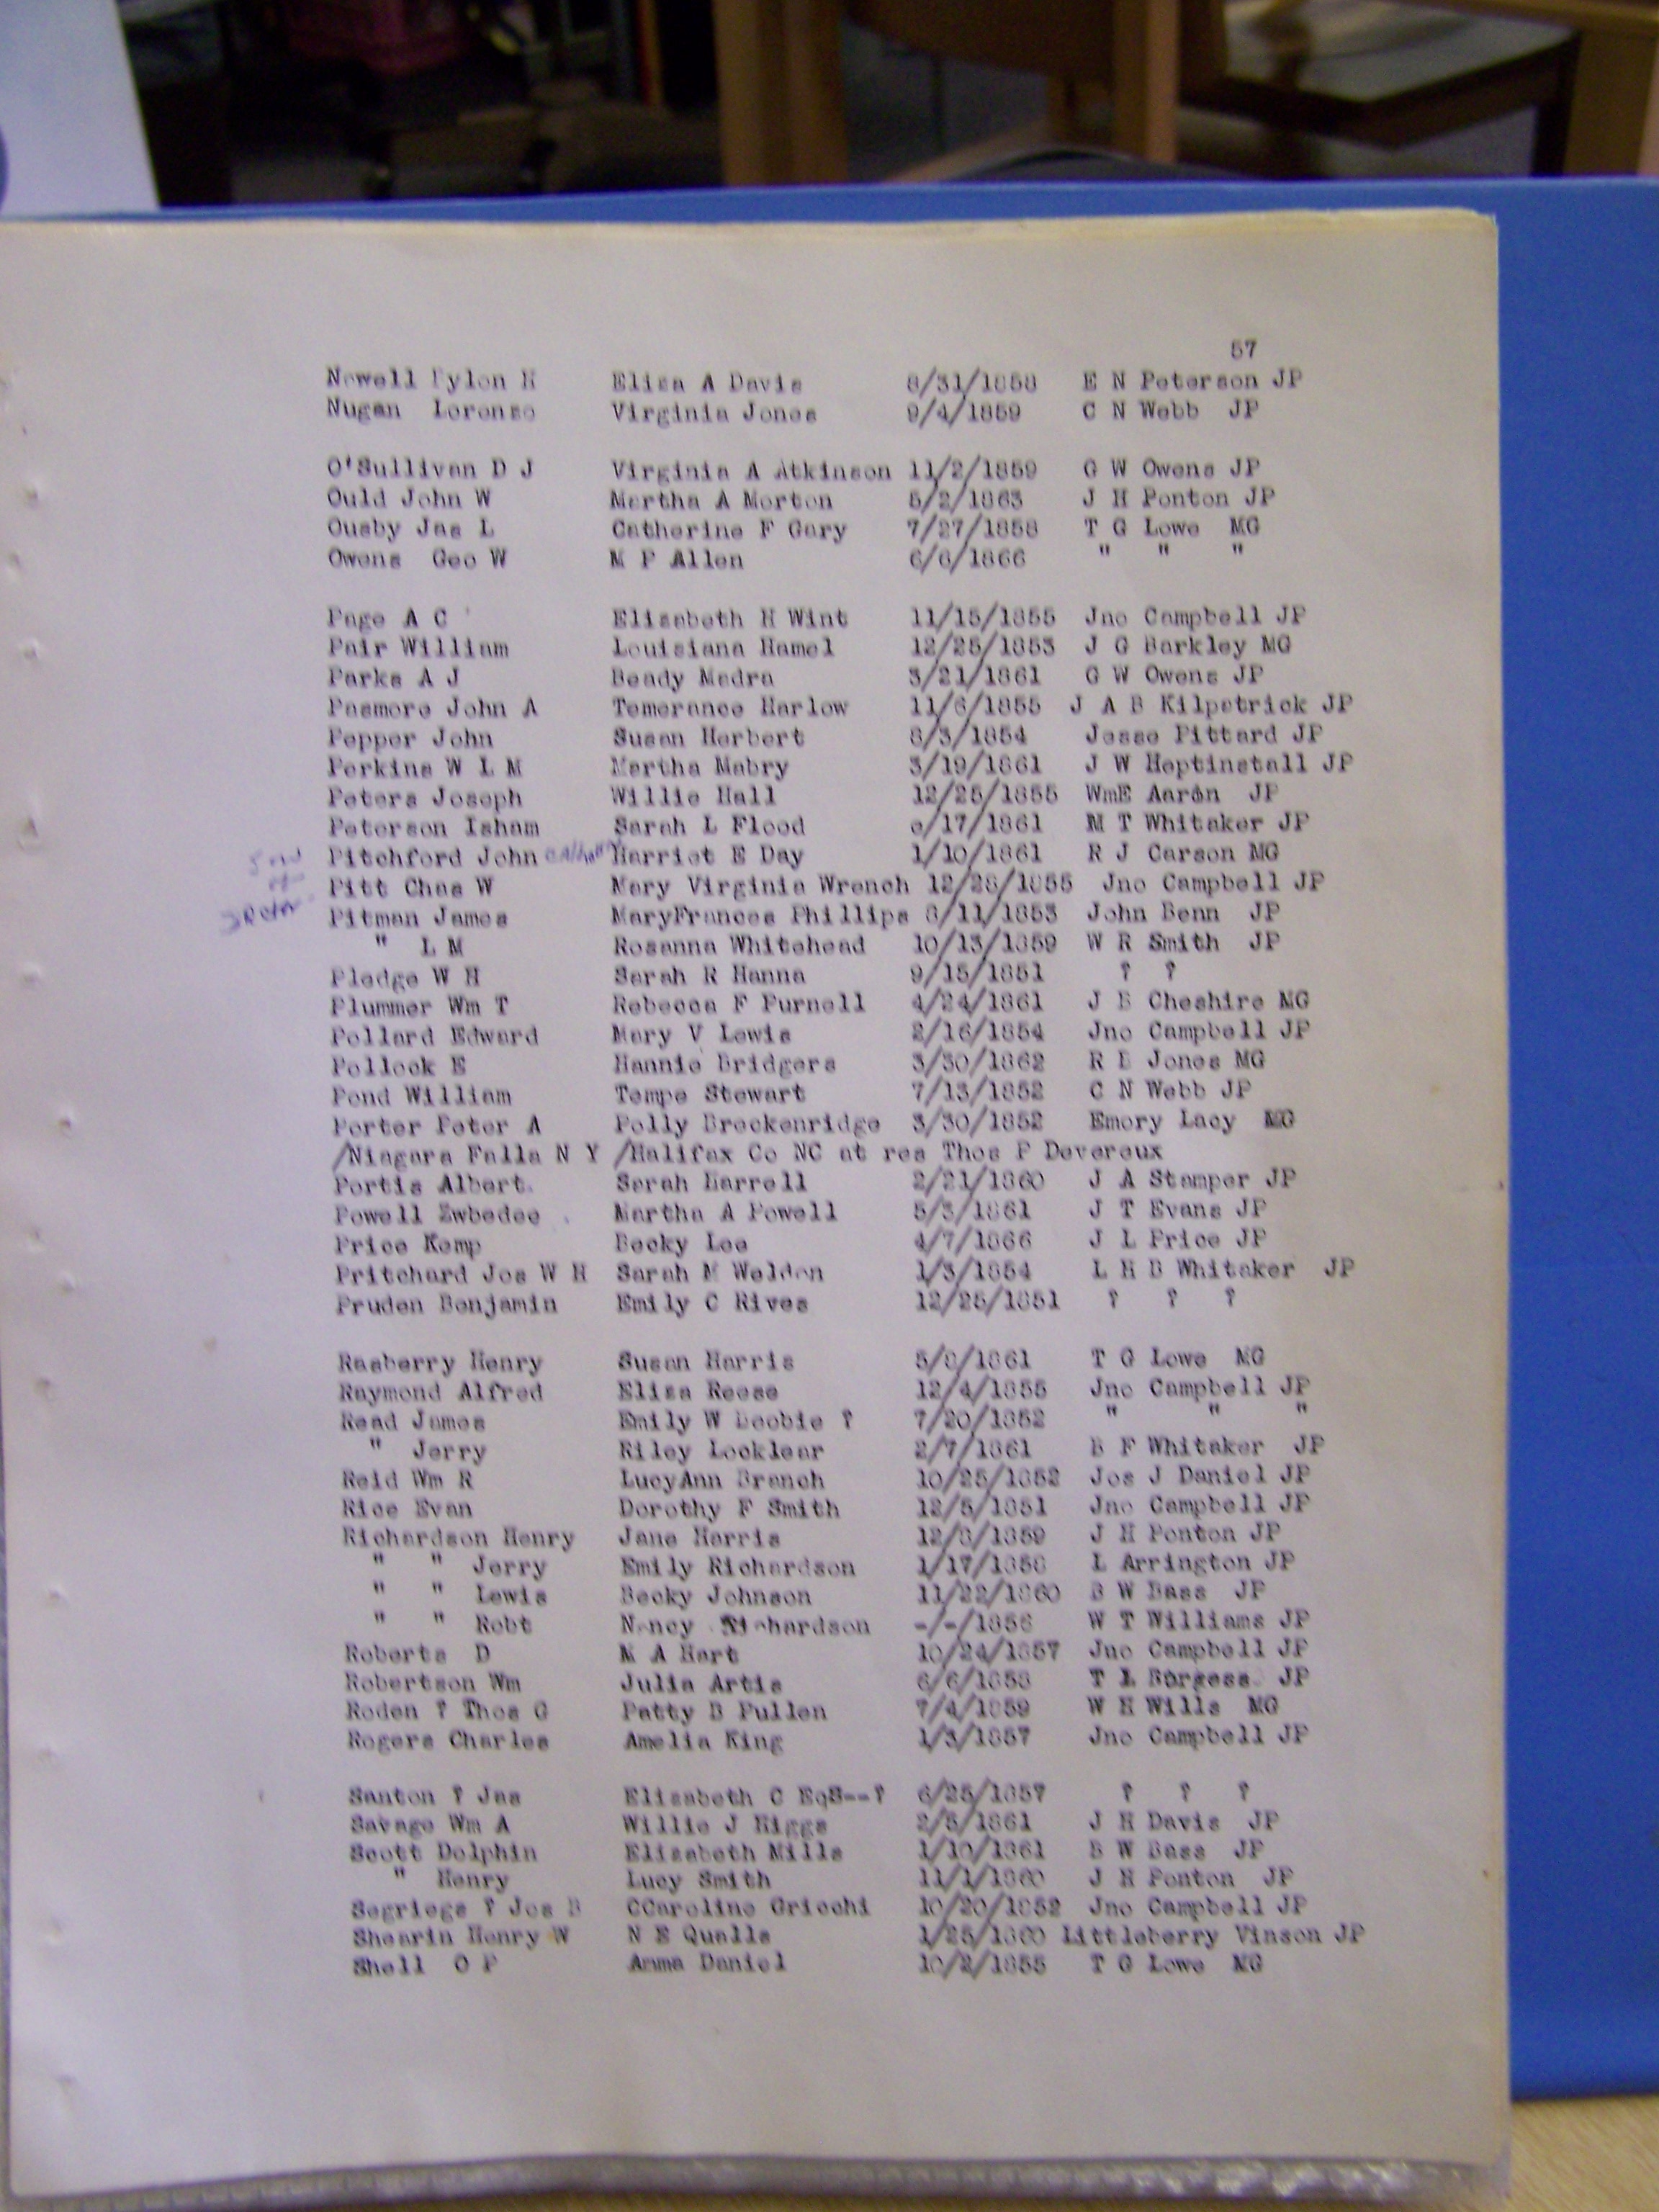 57
Newell Pylon H Eliza A Davis 8/31/1858 E N Peterson JP
Nugan Lorenzo Virginia Jones 9/4/1859 C N Webb JP
O'Sullivan D J Virginia A Atkinson 11/2/1859 G W Owens JP
Ould John W Martha A Morton 5/2/1863 J H Ponton JP
Ousby Jas L Catherine F Gary 7/27/1858 T G Lowe MG
Owens Geo W M P Allen 6/6/1866 " " "
Page A C Elizabeth H Wint 11/15/1855 Jno Campbell JP
Pair William Louisiana Hamel 12/25/1853 J G Barkley MG
Parks A J Beady Madra 3/21/1861 G W Owens JP
Pasmore John A Temerance Harlow 11/6/1855 J A B Kilpatrick JP
Pepper John Susan Herbert 8/3/1854 Jesse Pittard JP
Perkins W L M Martha Mabry 3/19/1861 J W Heptinstall JP
Peters Joseph Willie Hall 12/25/1855 WmE Aaron JP
Peterson Isham Sarah L Flood /17/1861 M T Whitaker JP
Pitchford John Harriet E Day 1/10/1861 R J Carson MG
Pitt Chas W Mary Virginia Wrench 12/26/1855 Jno Campbell JP
Pitman James MaryFrances Phillips 8/11/1853 John Benn JP
" L M Rosanna Whitehead 10/13/1859 W R Smith JP
Pledge W H Sarah R Hanna 9/15/1851 ? ?
Plummer Wm T Rebecca F Purnell 4/24/1861 J B Cheshire MG
Pollard Edward Mary V Lewis 2/16/1854 Jno Campbell JP
Pollock E Hannie Bridgers 3/30/1862 R B Jones MG
Pond William Tempe Stewart 7/13/1852 C N Webb JP
Porter Peter A Polly Breckenridge 3/30/1852 Emory Lacy MG
/Niagara Falls N Y /Halifax Co NC at res Thos P Devereux
Portis Albert Sarah Harrell 2/21/1860 J A Stamper JP
Powell Zwbedee Martha A Powell 5/3/1861 J T Evans JP
Price Kemp Becky Lee 4/7/1866 J L Price JP
Pritchard Jos W H Sarah M Weldon 1/3/1854 L H B Whitaker JP
Pruden Benjamin Emily C Rives 12/25/1851 ? ? ?
Rasberry Henry Susan Harris 5/8/1861 T G Lowe MG
Raymond Alfred Eliza Reese 12/4/1855 Jno Campbell JP
Read James Emily W Beobie ? 7/20/1852 " " "
" Jerry Riley Locklear 2/7/1861 B F Whitaker JP
Reid Wm R LucyAnn Branch 10/25/1852 Jos J Daniel JP
Rice Evan Dorothy F Smith 12/5/1851 Jno Campbell JP
Richardson Henry Jane Harris 12/8/1859 J H Ponton JP
" " Jerry Emily Richardson 1/17/1858 L Arrington JP
" " Lewis Becky Johnson 11/22/1860 B W Bass JP
" " Robt Nancy Richardson -/-/1856 W T Williams JP
Roberts D M A Hart 10/24/1857 Jno Campbell JP
Robertson Wm Julia Artis 6/6/1858 T L Burgess JP
Roden ? Thos G Patty B Pullen 7/4/1859 W H Wills MG
Rogers Charles Amelia King 1/3/1857 Jno Campbell JP
Santon ? Jas Elizabeth C EqS--? 6/25/1857 ? ? ?
Savage Wm A Willie J Higgs 2/5/1861 J H Davis JP
Scott Dolphin Elizabeth Mills 1/10/1861 B W Bass JP
" Henry Lucy Smith 11/1/1860 J H Ponton JP
Segriegs ? Jos B CCaroline Griechi 10/20/1852 Jno Campbell JP
Shearin Henry W N E Qualls 1/25/1860 Littleberry Vinson JP
Shell O P Anma Daniel 10/2/1855 T G Lowe MG